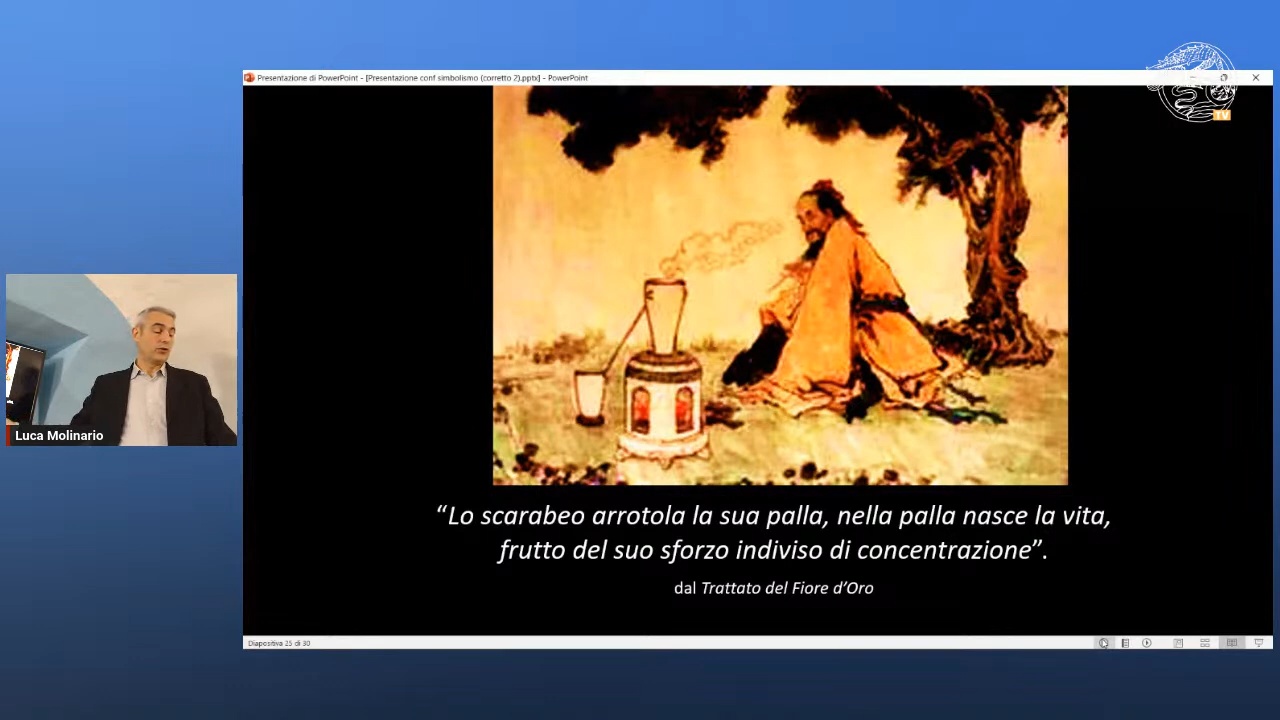 Presentazione di PowerPoint - [Presentazione conf simbolismo (corretto 2).pptx] - PowerPoint
TV
Luca Molinario
“Lo scarabeo arrotola la sua palla, nella palla nasce la vita,
frutto del suo sforzo indiviso di concentrazione”.
dal Trattato del Fiore d’Oro
Diapositiva 25 di 30